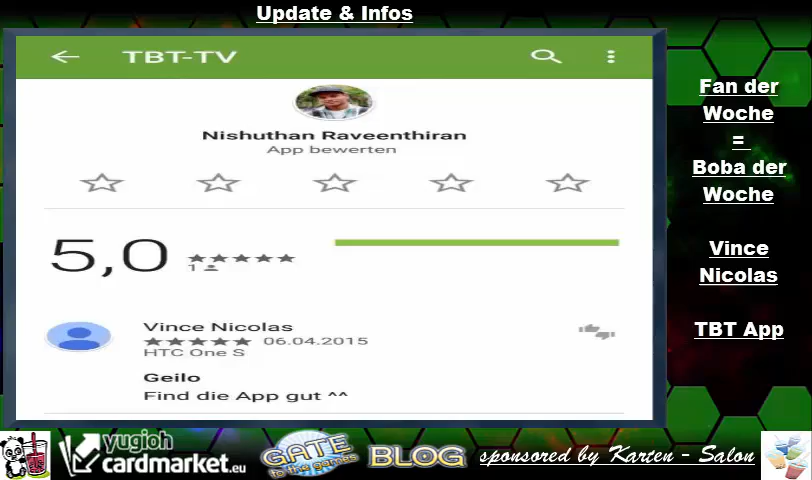 Update & Infos
TBT-TV
Nishuthan Raveenthiran
App bewerten
5,0
1
Vince Nicolas
06.04.2015
HTC One S
Geilo
Find die App gut ^^
Fan der
Woche
=
Boba der
Woche
Vince
Nicolas
TBT App
yugioh
cardmarket.eu
GATE
to the games
BLOG
sponsored by Karten - Salon